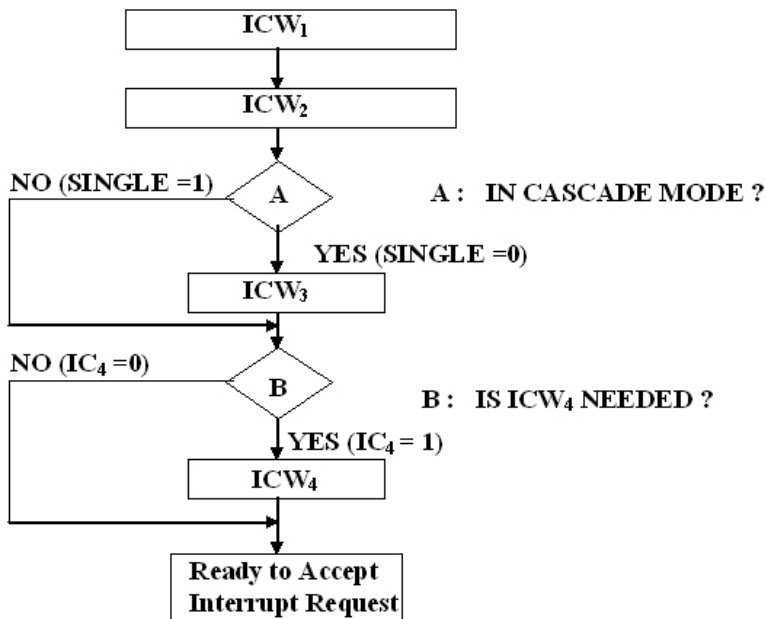 ICW₁
ICW₂
NO (SINGLE =1)
A
A : IN CASCADE MODE ?
YES (SINGLE =0)
ICW₃
NO (IC₄ =0)
B
B : IS ICW₄ NEEDED ?
YES (IC₄ = 1)
ICW₄
Ready to Accept
Interrupt Request